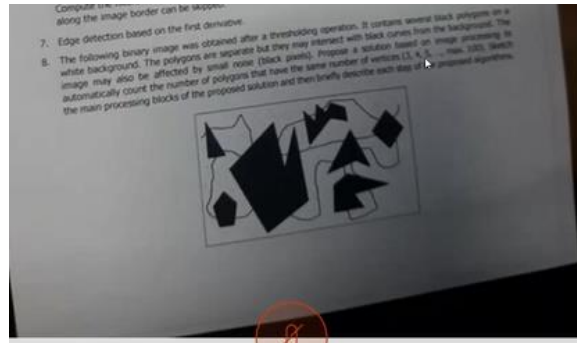 Compute the
along the image border can be skipped.
7. Edge detection based on the first derivative.
8. The following binary image was obtained after a thresholding operation. It contains several black polygons on a
white background. The polygons are separate but they may intersect with black curves from the background. The
image may also be affected by small noise (black pixels). Propose a solution based on image processing to
automatically count the number of polygons that have the same number of vertices (3, 4, 5, ... max. 100). Sketch
the main processing blocks of the proposed solution and then briefly describe each step of the proposed algorithms.